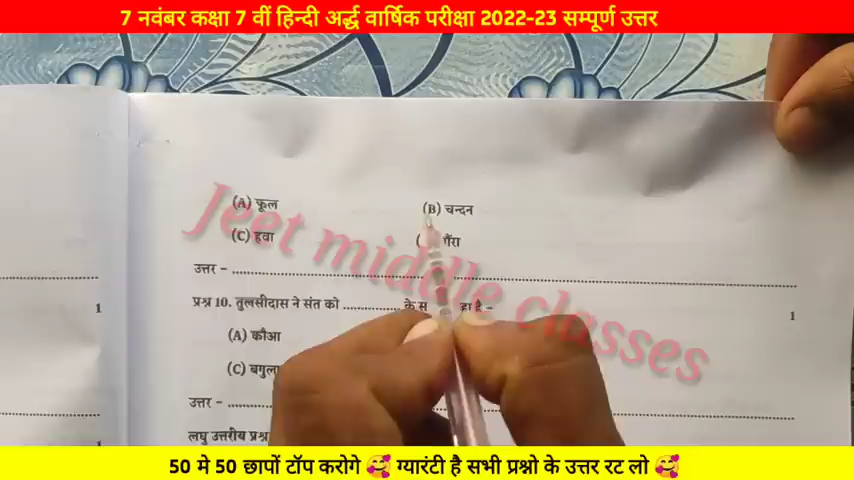 7 नवंबर कक्षा 7 वीं हिन्दी अर्द्ध वार्षिक परीक्षा 2022-23 सम्पूर्ण उत्तर
(A) फूल (B) चन्दन
(C) हवा
उत्तर -
1
प्रश्न 10. तुलसीदास ने संत को ............... के स हा है - 1
(A) कौआ
(C) बगुला
उत्तर -
1
लघु उत्तरीय प्रश्न
Jeet middle classes
50 मे 50 छापों टॉप करोगे 🥰 ग्यारंटी है सभी प्रश्नो के उत्तर रट लो 🥰